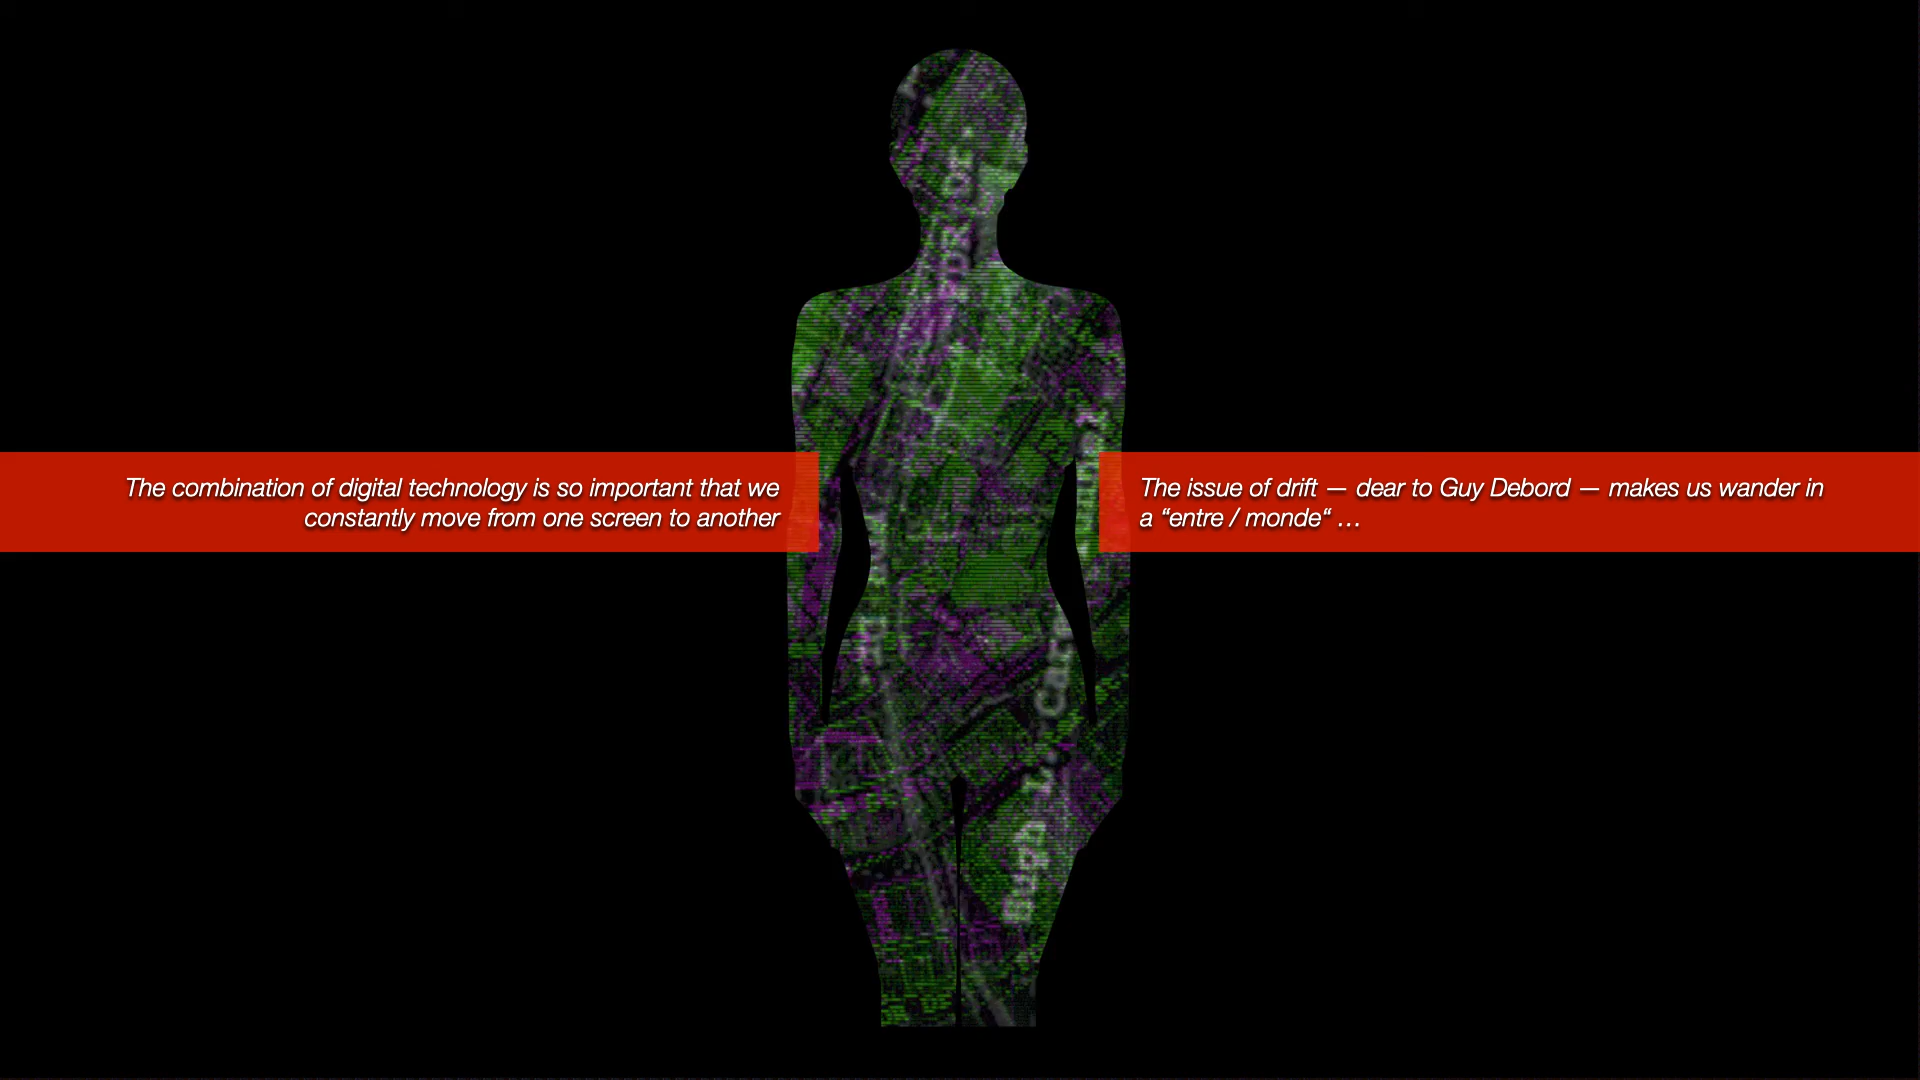 The combination of digital technology is so important that we
constantly move from one screen to another
The issue of drift — dear to Guy Debord — makes us wander in
a “entre / monde“ …